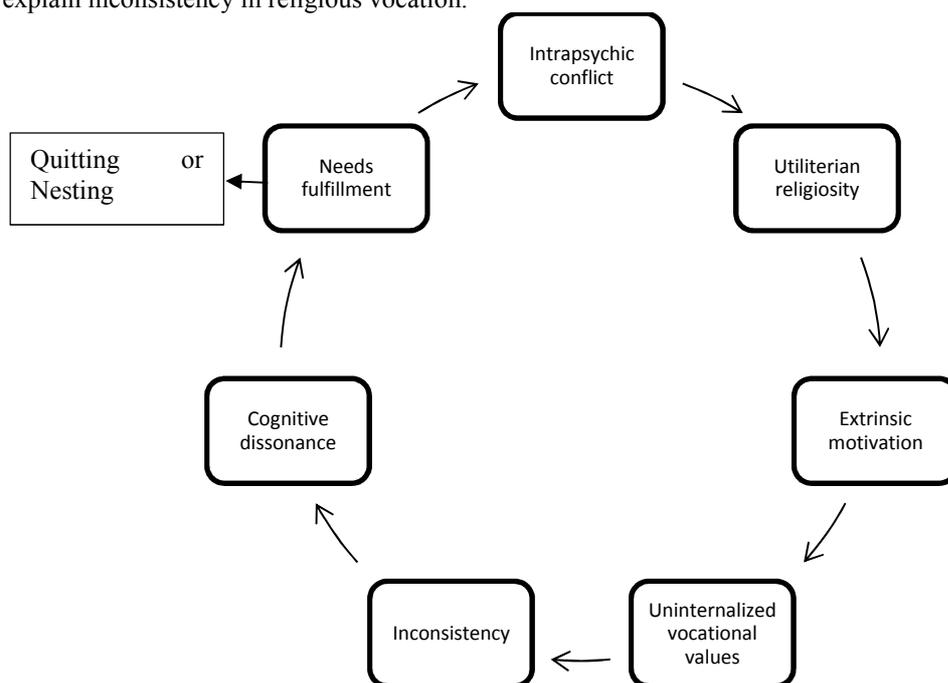 explain inconsistency in religious vocation.
Intrapsychic
conflict
Utiliterian
religiosity
Extrinsic
motivation
Uninternalized
vocational
values
Inconsistency
Cognitive
dissonance
Needs
fulfillment
Quitting or
Nesting